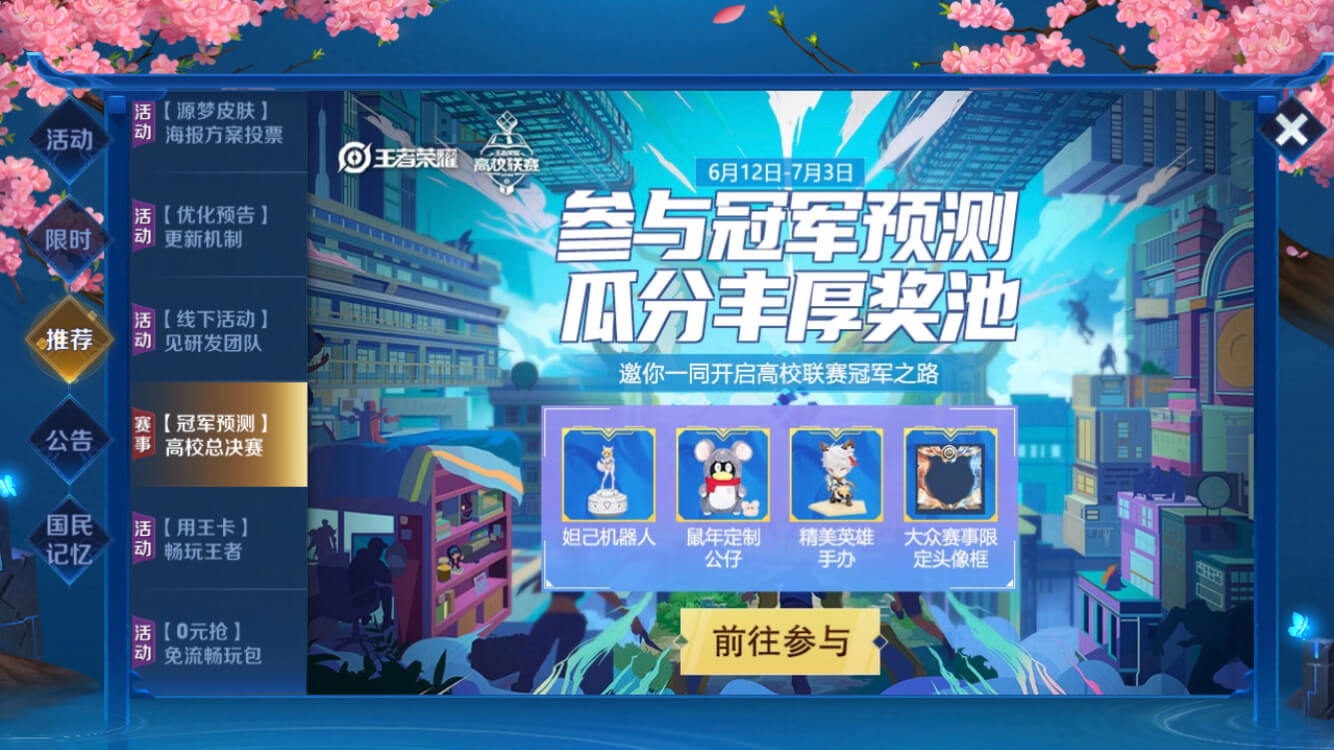 活动
限时
推荐
公告
国民
记忆
活动
【源梦皮肤】
海报方案投票
活动
【优化预告】
更新机制
活动
【线下活动】
见研发团队
赛事
【冠军预测】
高校总决赛
活动
【用王卡】
畅玩王者
活动
【0元抢】
免流畅玩包
王者荣耀
王者荣耀
高校联赛
6月12日-7月3日
参与冠军预测
瓜分丰厚奖池
邀你一同开启高校联赛冠军之路
妲己机器人
鼠年定制
公仔
精美英雄
手办
大众赛事限
定头像框
前往参与